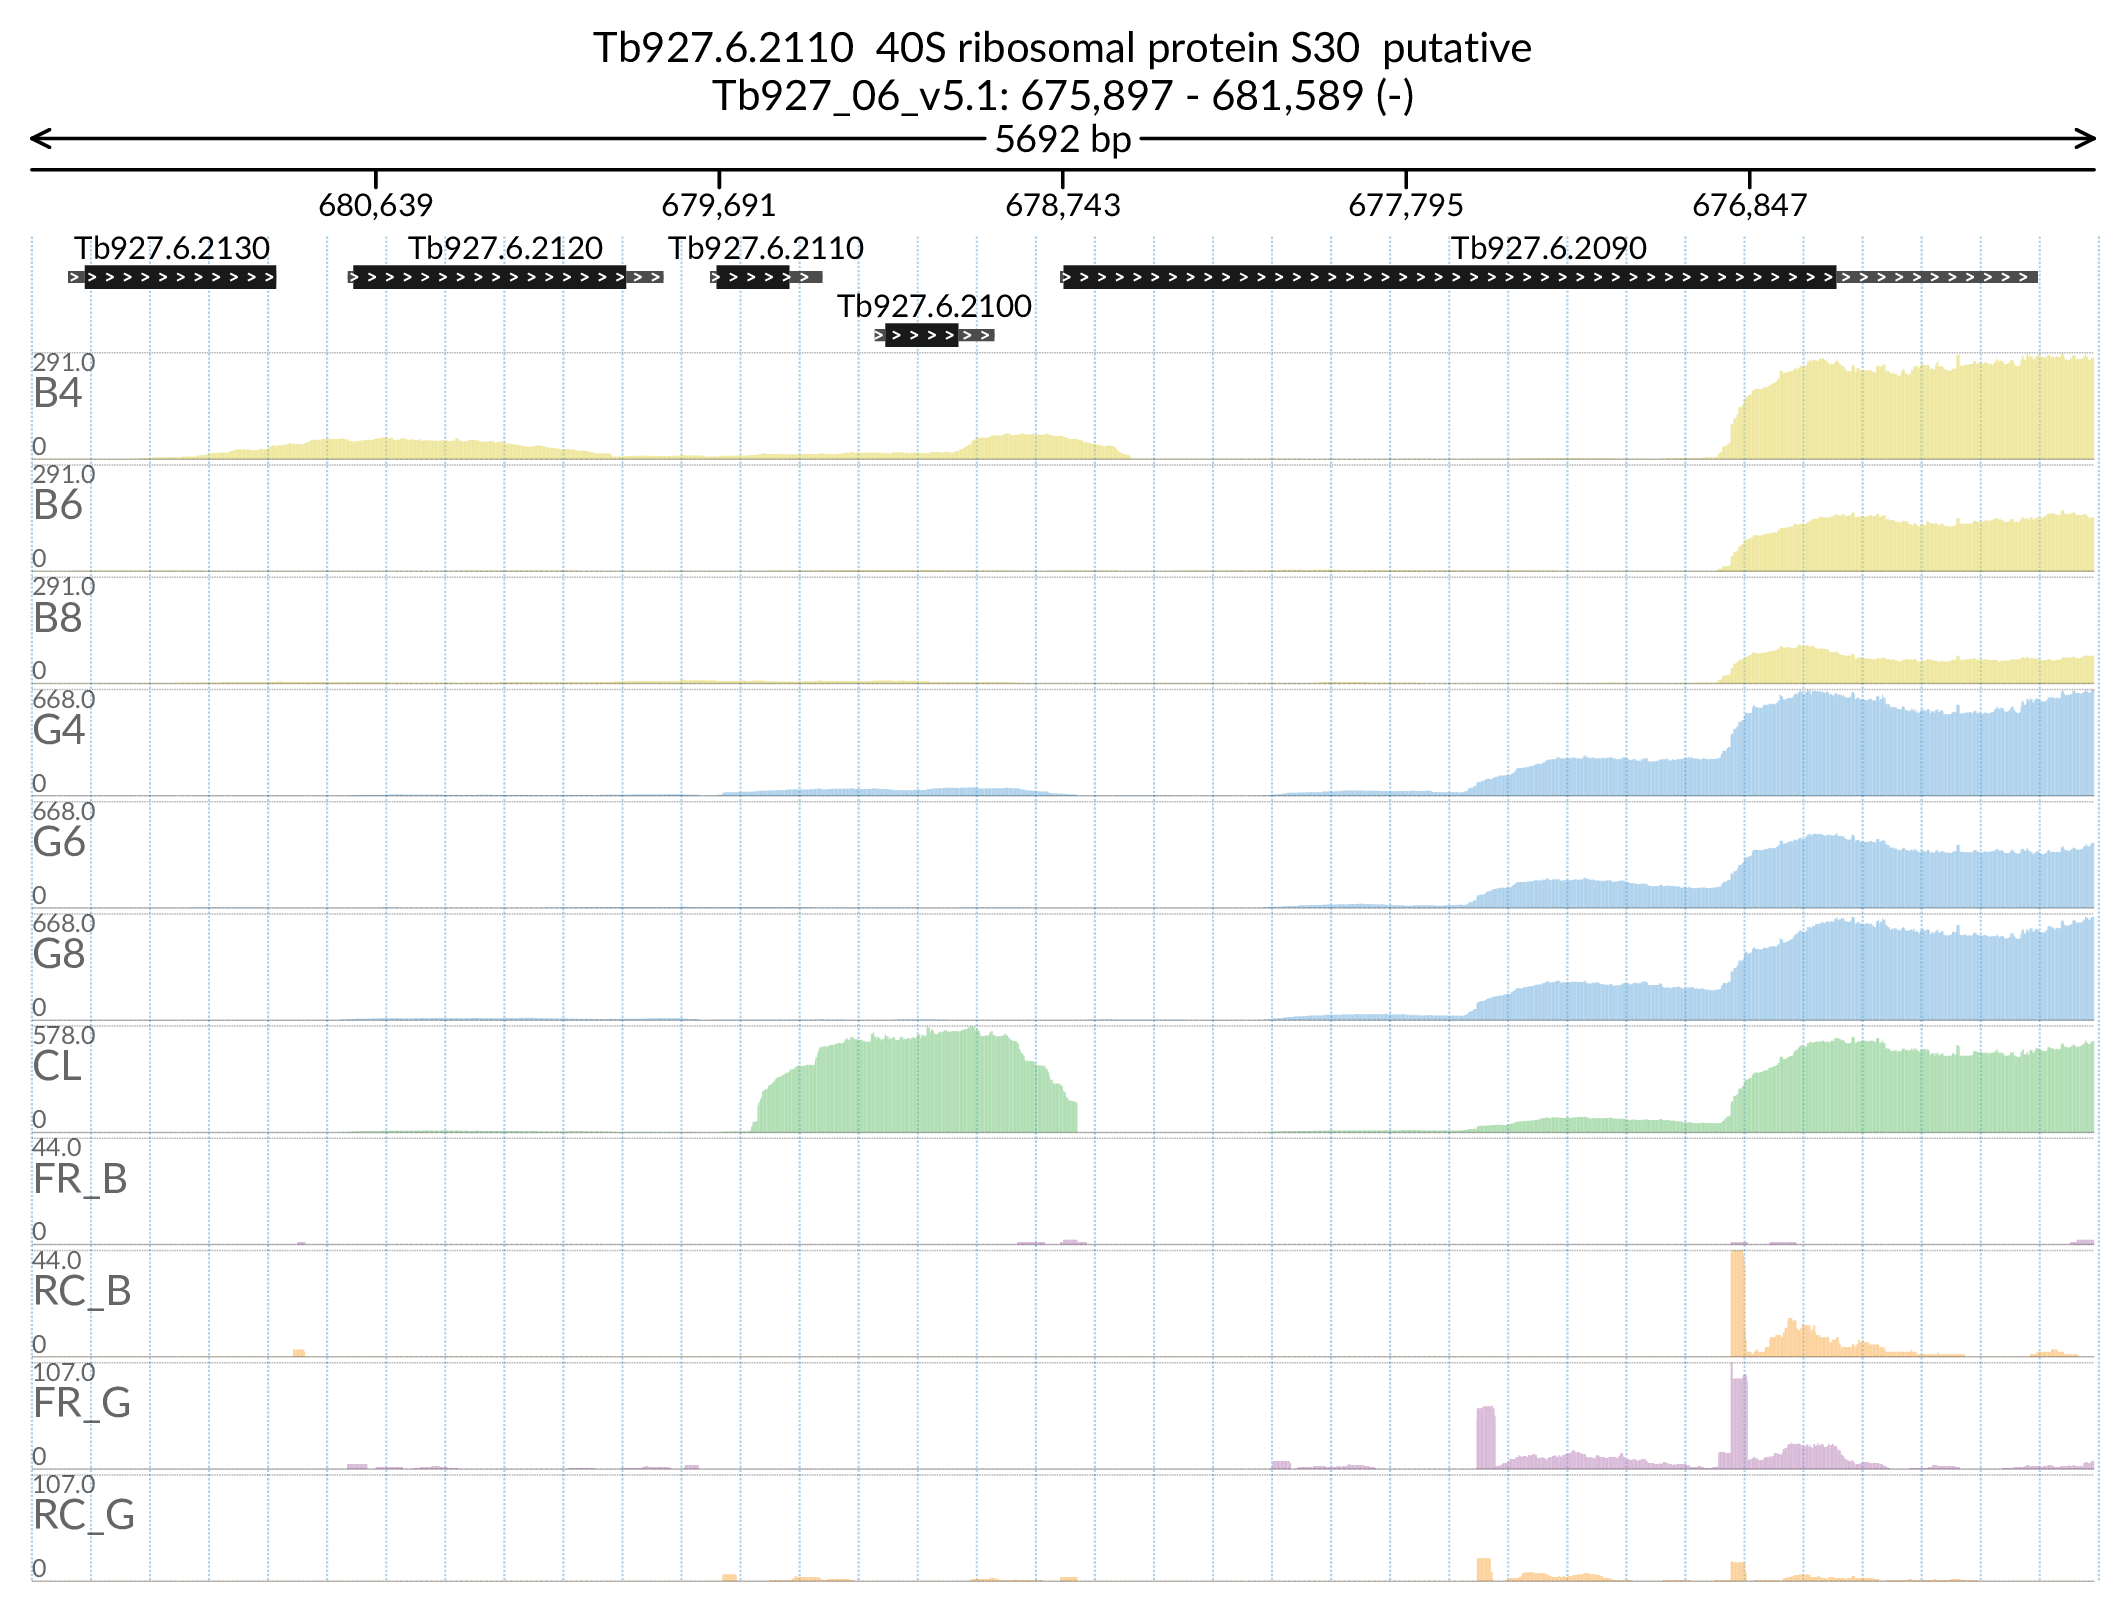 Tb927.6.2110  40S ribosomal protein S30  putative
Tb927_06_v5.1: 675,897 - 681,589 (-)
5692 bp
680,639 679,691 678,743 677,795 676,847
Tb927.6.2130 Tb927.6.2120 Tb927.6.2110 Tb927.6.2090
Tb927.6.2100
291.0
B4
0
291.0
B6
0
291.0
B8
0
668.0
G4
0
668.0
G6
0
668.0
G8
0
578.0
CL
0
44.0
FR_B
0
44.0
RC_B
0
107.0
FR_G
0
107.0
RC_G
0